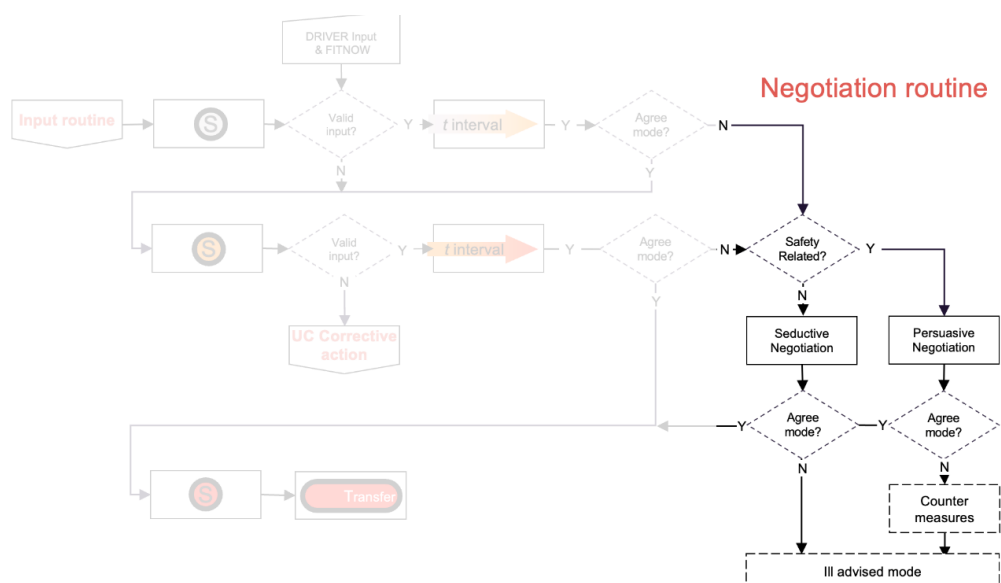 DRIVER Input
& FITNOW
Negotiation routine
Input routine
S
Valid
input?
Y
t interval
Y
Agree
mode?
N
N
Y
S
Valid
input?
Y
t interval
Y
Agree
mode?
N
Safety
Related?
Y
N
Y
N
UC Corrective
action
Seductive
Negotiation
Persuasive
Negotiation
Y
Agree
mode?
Y
Agree
mode?
N
N
S
Transfer
Counter
measures
Ill advised mode